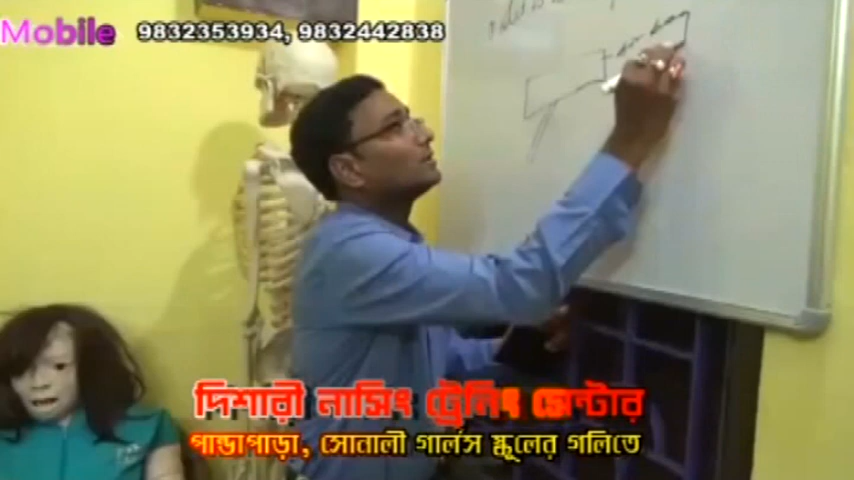 Mobile 9832353934, 9832442838
দিশারী নার্সিং ট্রেনিং সেন্টার
পান্ডাপাড়া, সোনালী গার্লস স্কুলের গলিতে